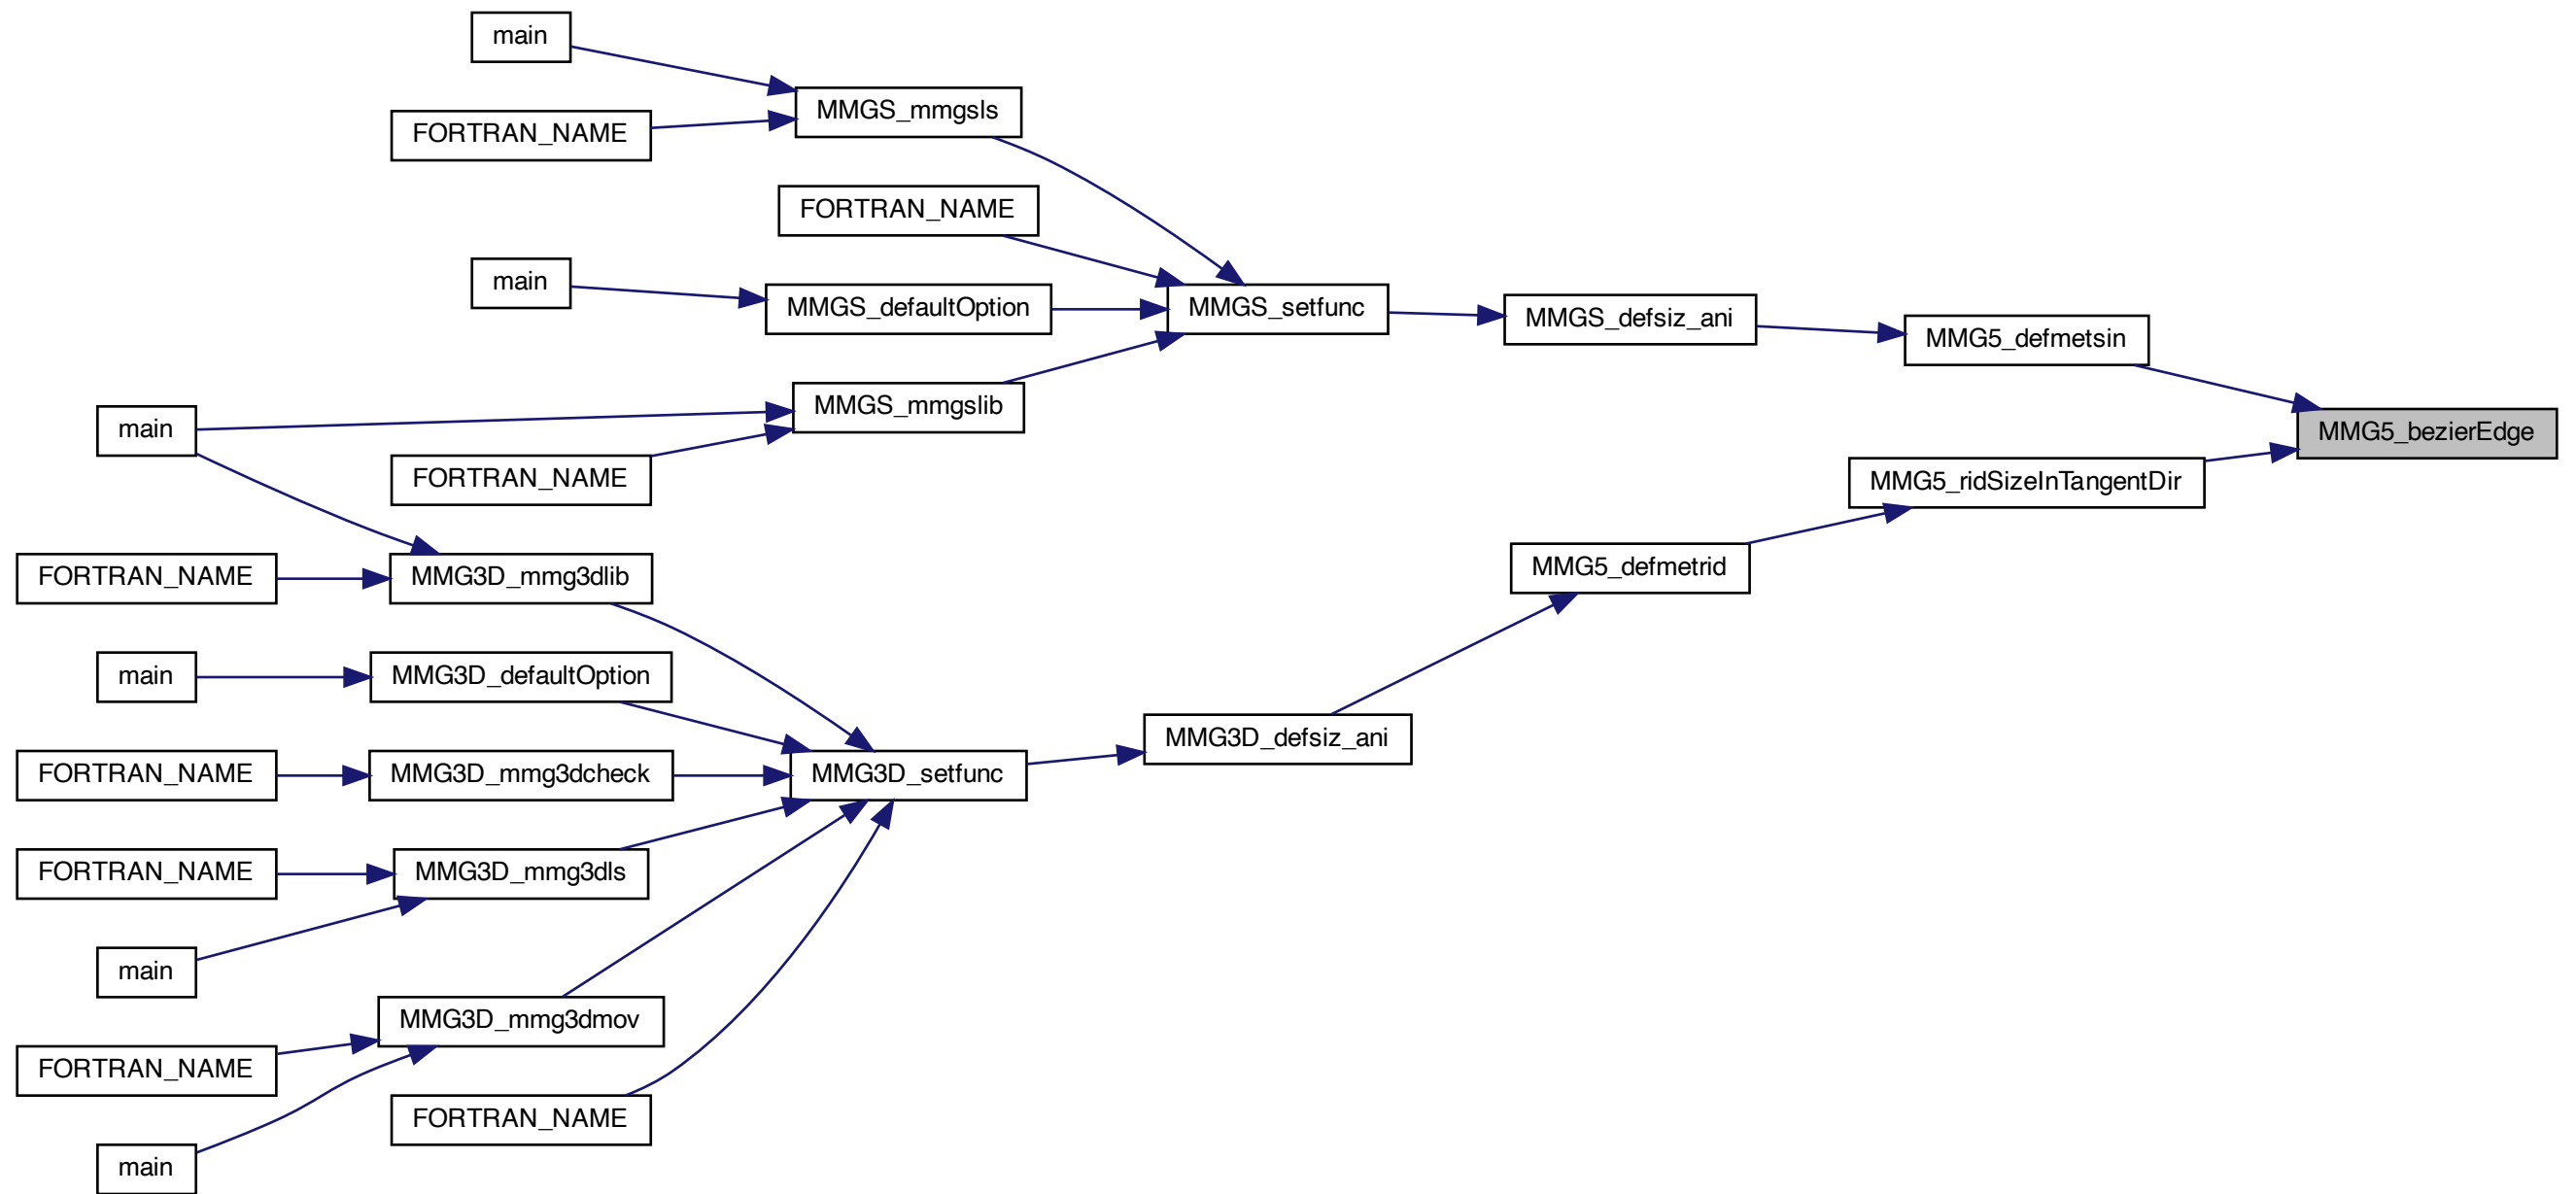 main
MMGS_mmgsls
FORTRAN_NAME
FORTRAN_NAME
main
MMGS_defaultOption
MMGS_setfunc
MMGS_defsiz_ani
MMG5_defmetsin
MMGS_mmgslib
main
MMG5_bezierEdge
FORTRAN_NAME
MMG5_ridSizeInTangentDir
FORTRAN_NAME
MMG3D_mmg3dlib
MMG5_defmetrid
main
MMG3D_defaultOption
MMG3D_defsiz_ani
FORTRAN_NAME
MMG3D_mmg3dcheck
MMG3D_setfunc
FORTRAN_NAME
MMG3D_mmg3dls
main
MMG3D_mmg3dmov
FORTRAN_NAME
FORTRAN_NAME
main